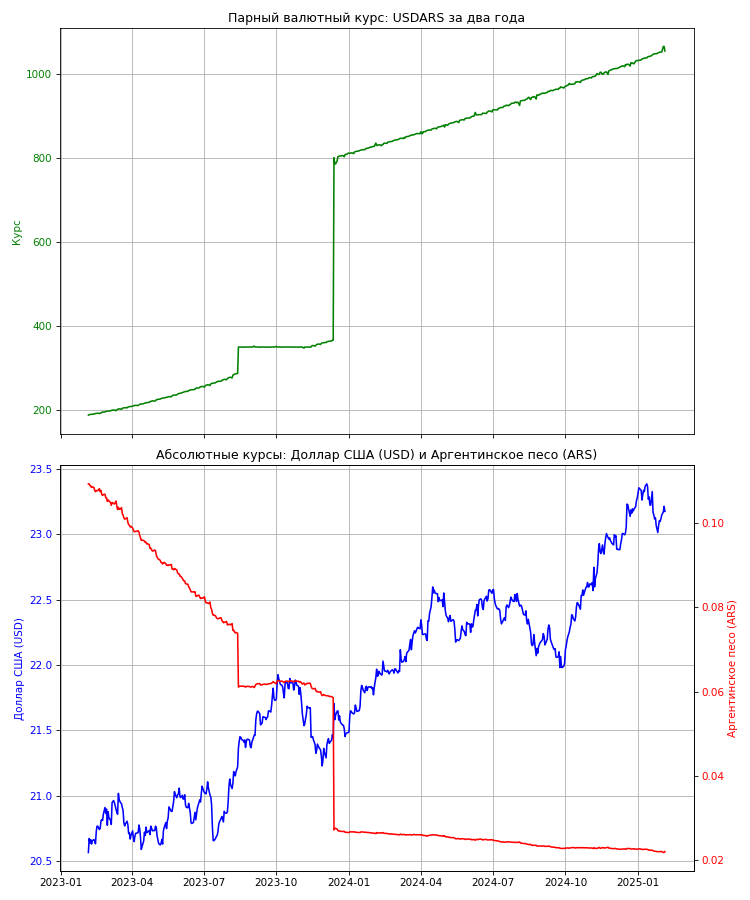 Парный валютный курс: USDARS за два года
1000
800
600
400
200
Курс
Абсолютные курсы: Доллар США (USD) и Аргентинское песо (ARS)
23.5
23.0
22.5
22.0
21.5
21.0
20.5
Доллар США (USD)
0.10
0.08
0.06
0.04
0.02
Аргентинское песо (ARS)
2023-01 2023-04 2023-07 2023-10 2024-01 2024-04 2024-07 2024-10 2025-01